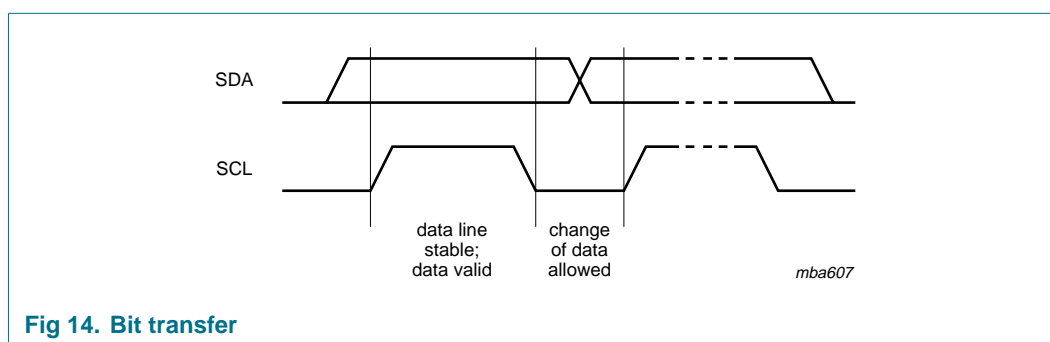 SDA
SCL
data line
stable;
data valid
change
of data
allowed
mba607
Fig 14. Bit transfer